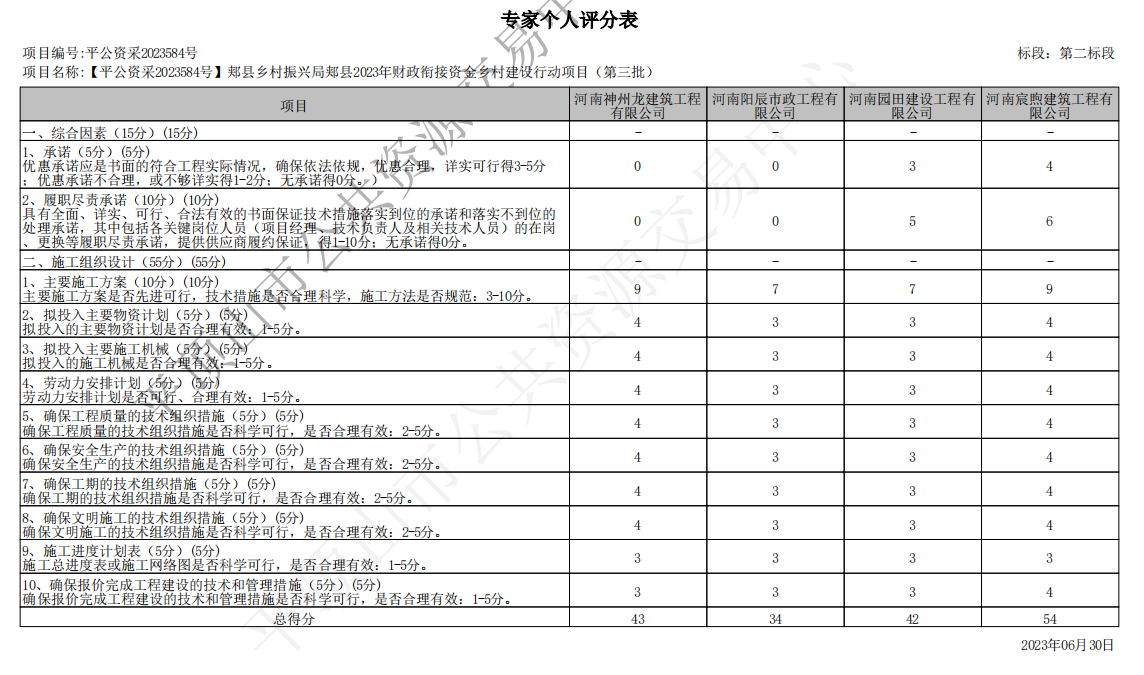 专家个人评分表
项目编号:平公资采2023584号 标段：第二标段
项目名称:【平公资采2023584号】郏县乡村振兴局郏县2023年财政衔接资金乡村建设行动项目（第三批）
项目 河南神州龙建筑工程有限公司 河南阳辰市政工程有限公司 河南园田建设工程有限公司 河南宸煦建筑工程有限公司
一、综合因素（15分）(15分) - - - -
1、承诺（5分）(5分)
优惠承诺应是书面的符合工程实际情况，确保依法依规，优惠合理，详实可行得3-5分
；优惠承诺不合理，或不够详实得1-2分；无承诺得0分。） 0 0 3 4
2、履职尽责承诺（10分）(10分)
具有全面、详实、可行、合法有效的书面保证技术措施落实到位的承诺和落实不到位的
处理承诺，其中包括各关键岗位人员（项目经理、技术负责人及相关技术人员）的在岗
、更换等履职尽责承诺，提供供应商履约保证，得1-10分；无承诺得0分。 0 0 5 6
二、施工组织设计（55分）(55分) - - - -
1、主要施工方案（10分）(10分)
主要施工方案是否先进可行，技术措施是否合理科学，施工方法是否规范：3-10分。 9 7 7 9
2、拟投入主要物资计划（5分）(5分)
拟投入的主要物资计划是否合理有效：1-5分。 4 3 3 4
3、拟投入主要施工机械（5分）(5分)
拟投入的施工机械是否合理有效：1-5分。 4 3 3 4
4、劳动力安排计划（5分）(5分)
劳动力安排计划是否可行、合理有效：1-5分。 4 3 3 4
5、确保工程质量的技术组织措施（5分）(5分)
确保工程质量的技术组织措施是否科学可行，是否合理有效：2-5分。 4 3 3 4
6、确保安全生产的技术组织措施（5分）(5分)
确保安全生产的技术组织措施是否科学可行，是否合理有效：2-5分。 4 3 3 4
7、确保工期的技术组织措施（5分）(5分)
确保工期的技术组织措施是否科学可行，是否合理有效：2-5分。 4 3 3 4
8、确保文明施工的技术组织措施（5分）(5分)
确保文明施工的技术组织措施是否科学可行，是否合理有效：2-5分。 4 3 3 4
9、施工进度计划表（5分）(5分)
施工总进度表或施工网络图是否科学可行，是否合理有效：1-5分。 3 3 3 3
10、确保报价完成工程建设的技术和管理措施（5分）(5分)
确保报价完成工程建设的技术和管理措施是否科学可行，是否合理有效：1-5分。 3 3 3 4
总得分 43 34 42 54
2023年06月30日
平顶山市公共资源交易中
平顶山市公共资源交易中心